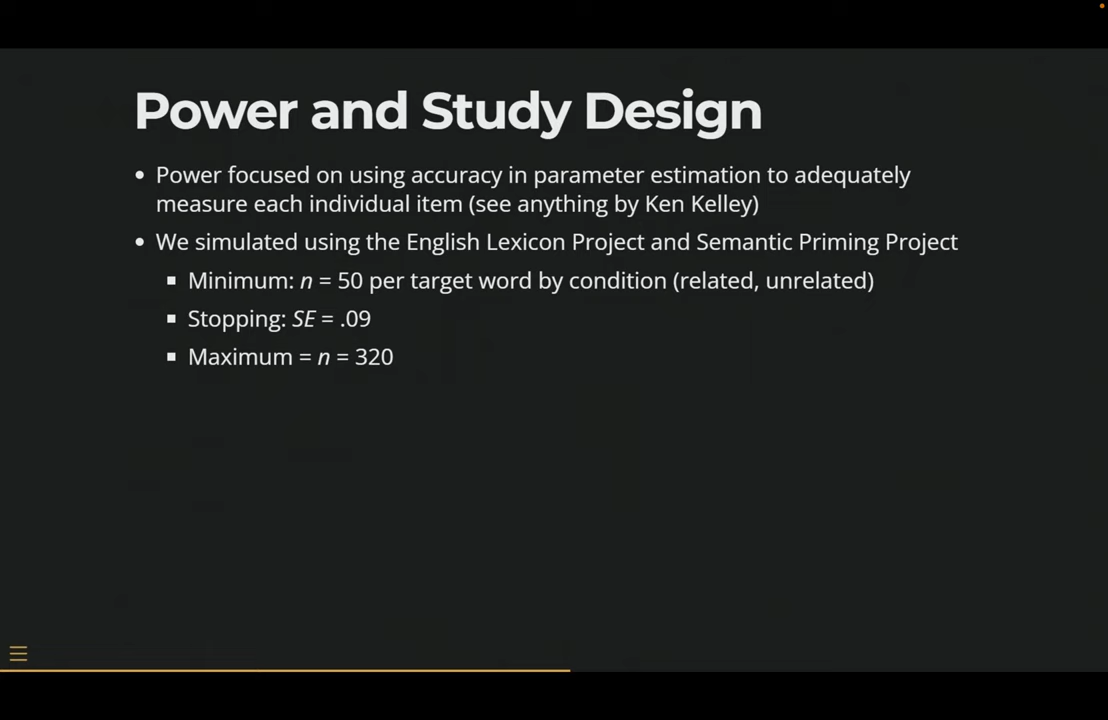 Power and Study Design
• Power focused on using accuracy in parameter estimation to adequately
measure each individual item (see anything by Ken Kelley)
• We simulated using the English Lexicon Project and Semantic Priming Project
▪ Minimum: n = 50 per target word by condition (related, unrelated)
▪ Stopping: SE = .09
▪ Maximum = n = 320